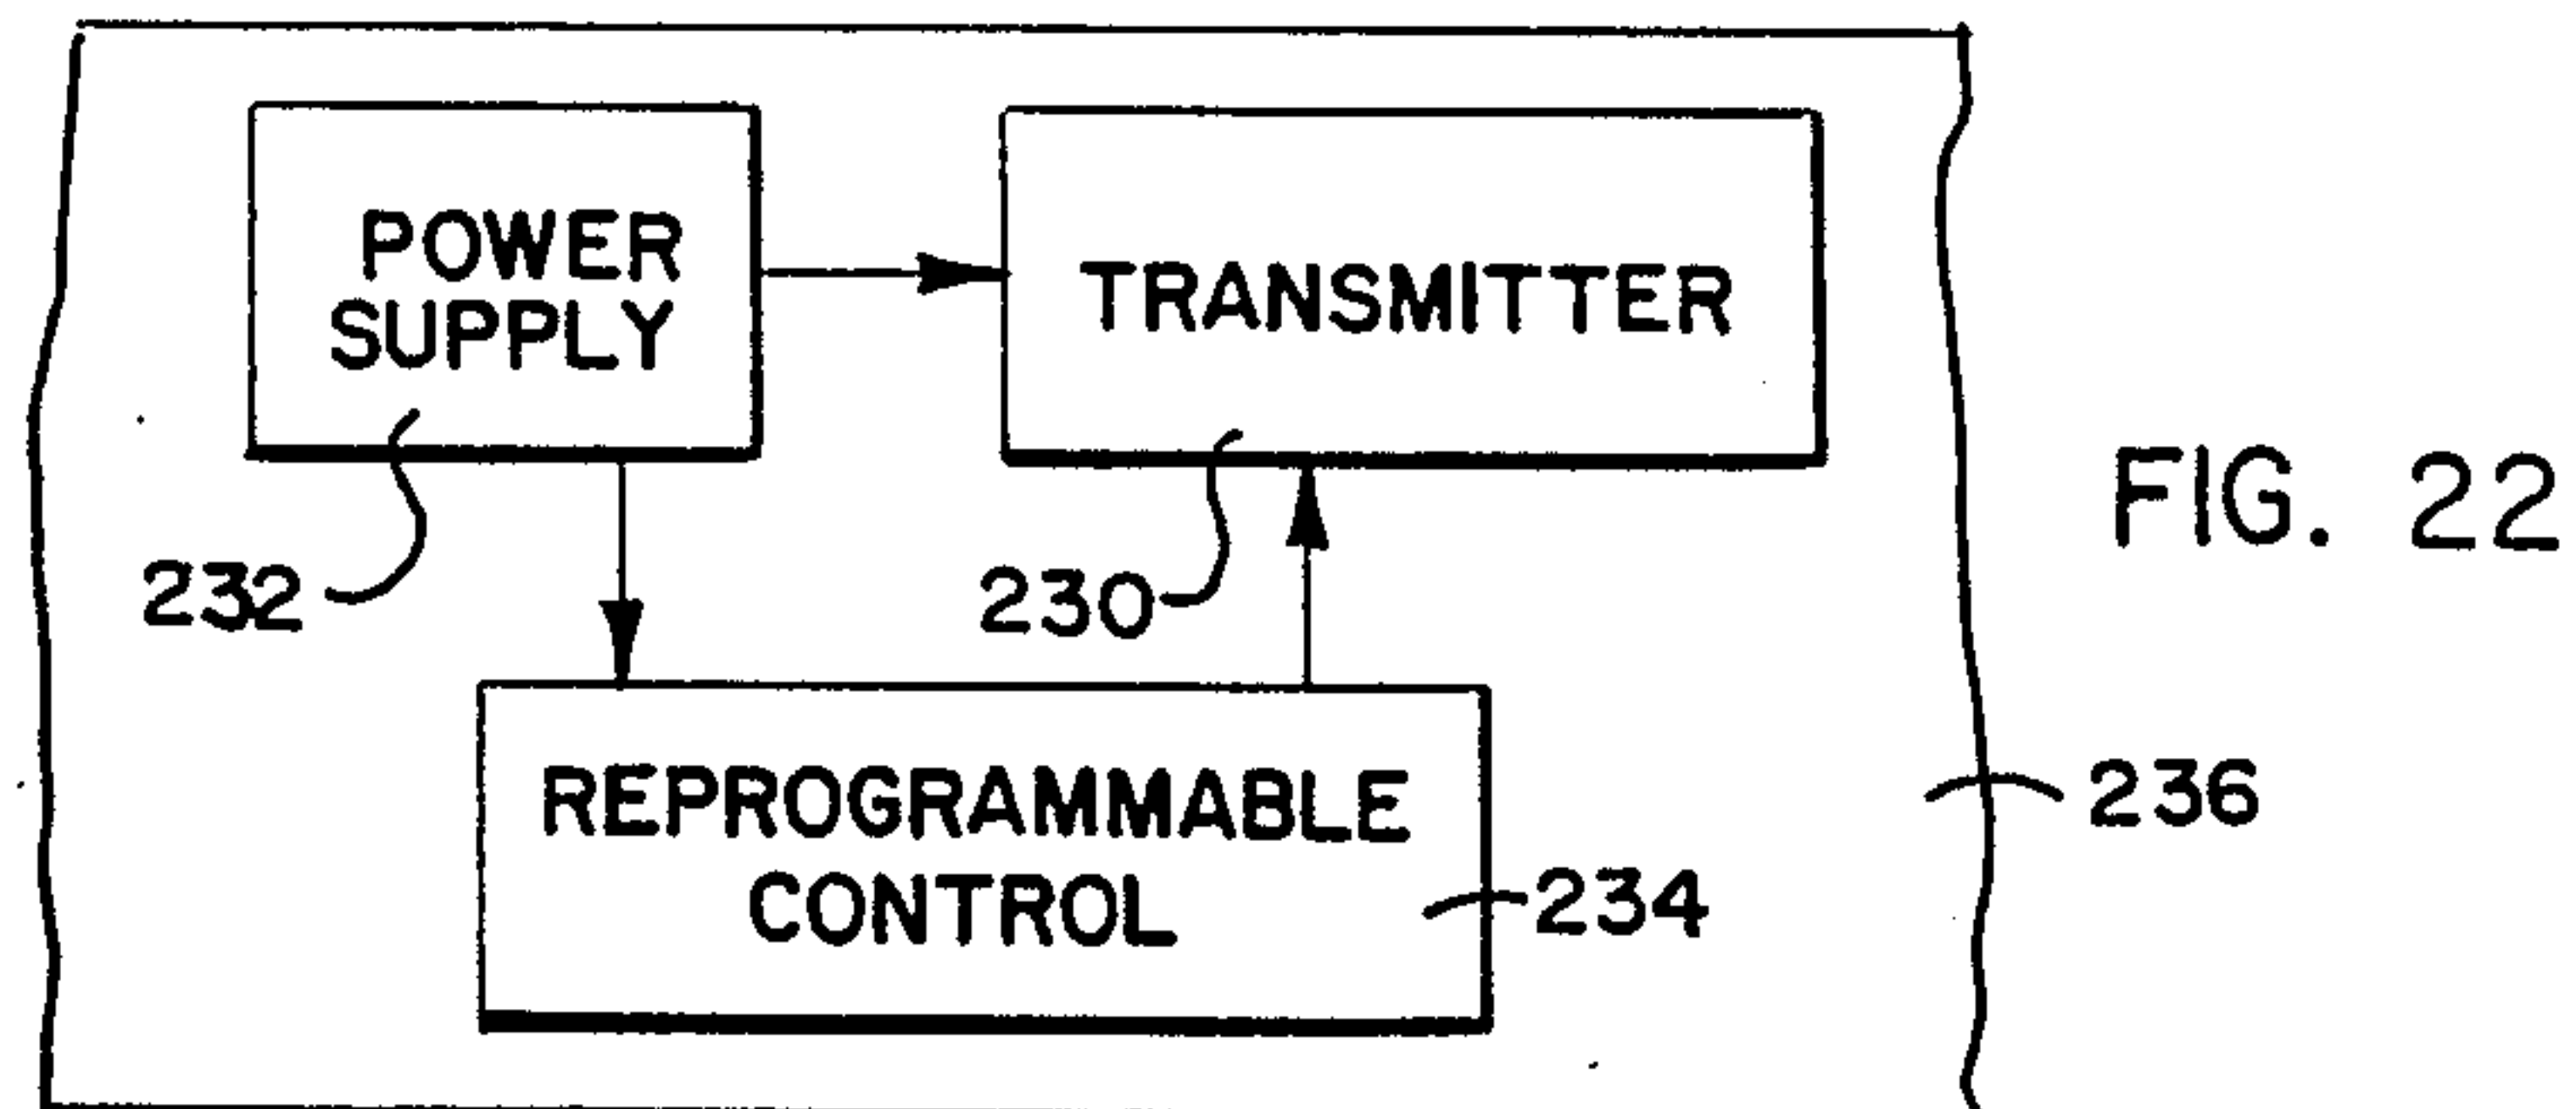 POWER
SUPPLY
TRANSMITTER
232
230
FIG. 22
REPROGRAMMABLE
CONTROL
234
236